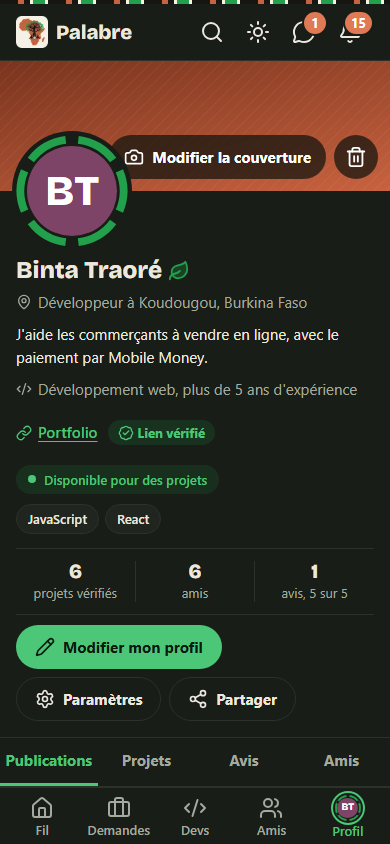 Palabre
1
15
Modifier la couverture
BT
Binta Traoré
Développeur à Koudougou, Burkina Faso
J'aide les commerçants à vendre en ligne, avec le
paiement par Mobile Money.
Développement web, plus de 5 ans d'expérience
Portfolio
Lien vérifié
Disponible pour des projets
JavaScript
React
6
projets vérifiés
6
amis
1
avis, 5 sur 5
Modifier mon profil
Paramètres
Partager
Publications
Projets
Avis
Amis
Fil
Demandes
Devs
Amis
BT
Profil